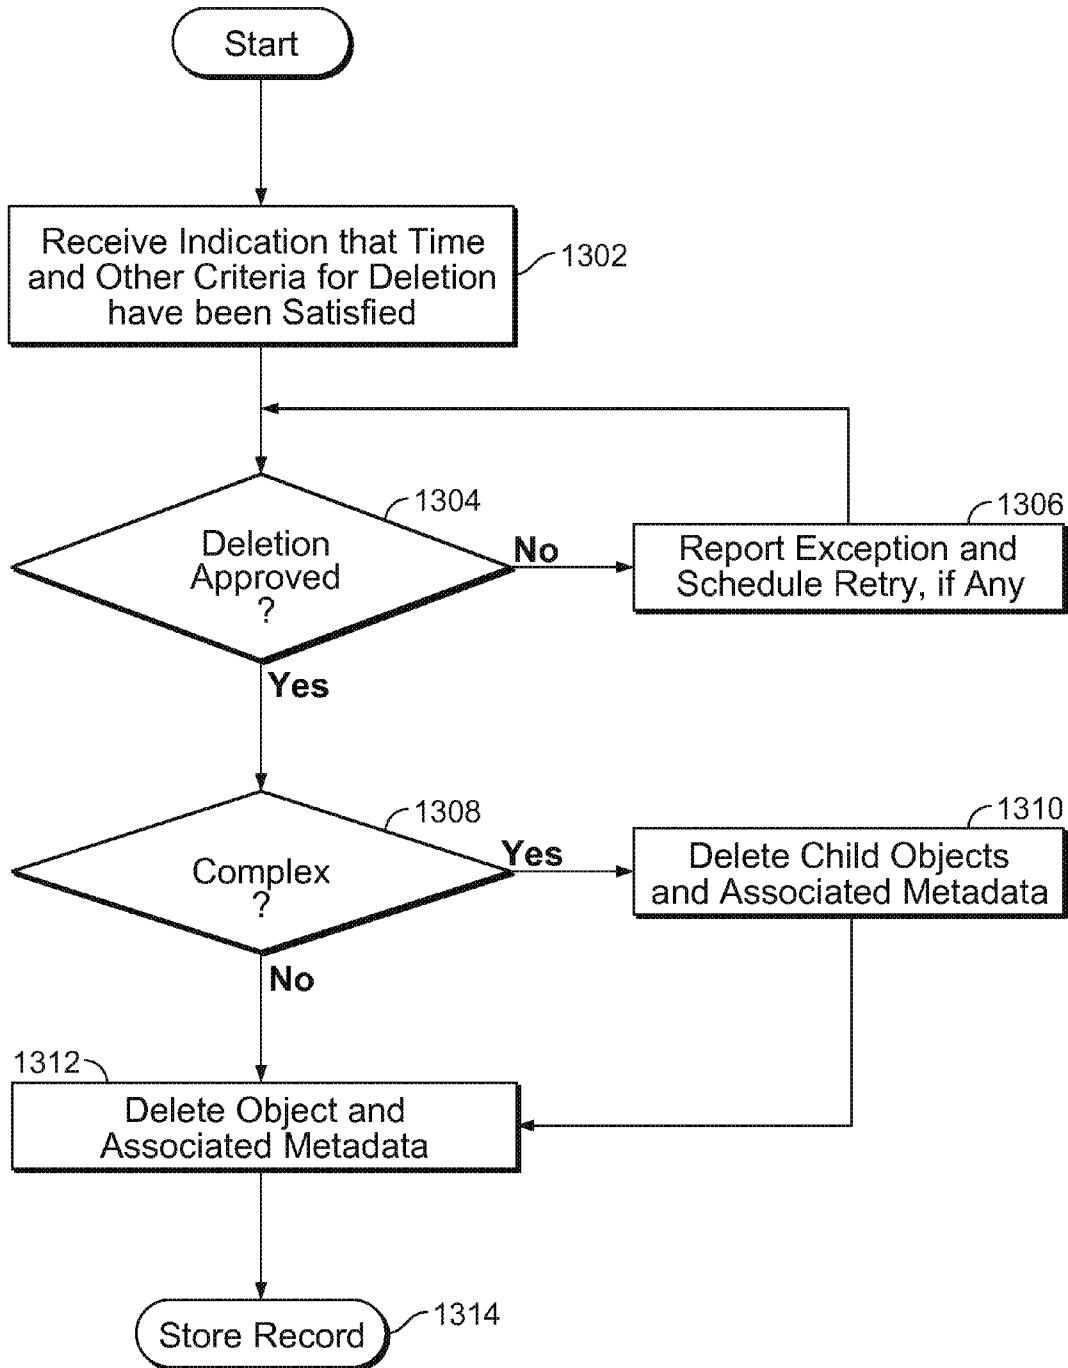 Start
Receive Indication that Time
and Other Criteria for Deletion
have been Satisfied
1302
1304
Deletion
Approved
?
No
1306
Report Exception and
Schedule Retry, if Any
Yes
1308
Complex
?
Yes
1310
Delete Child Objects
and Associated Metadata
No
1312
Delete Object and
Associated Metadata
Store Record
1314